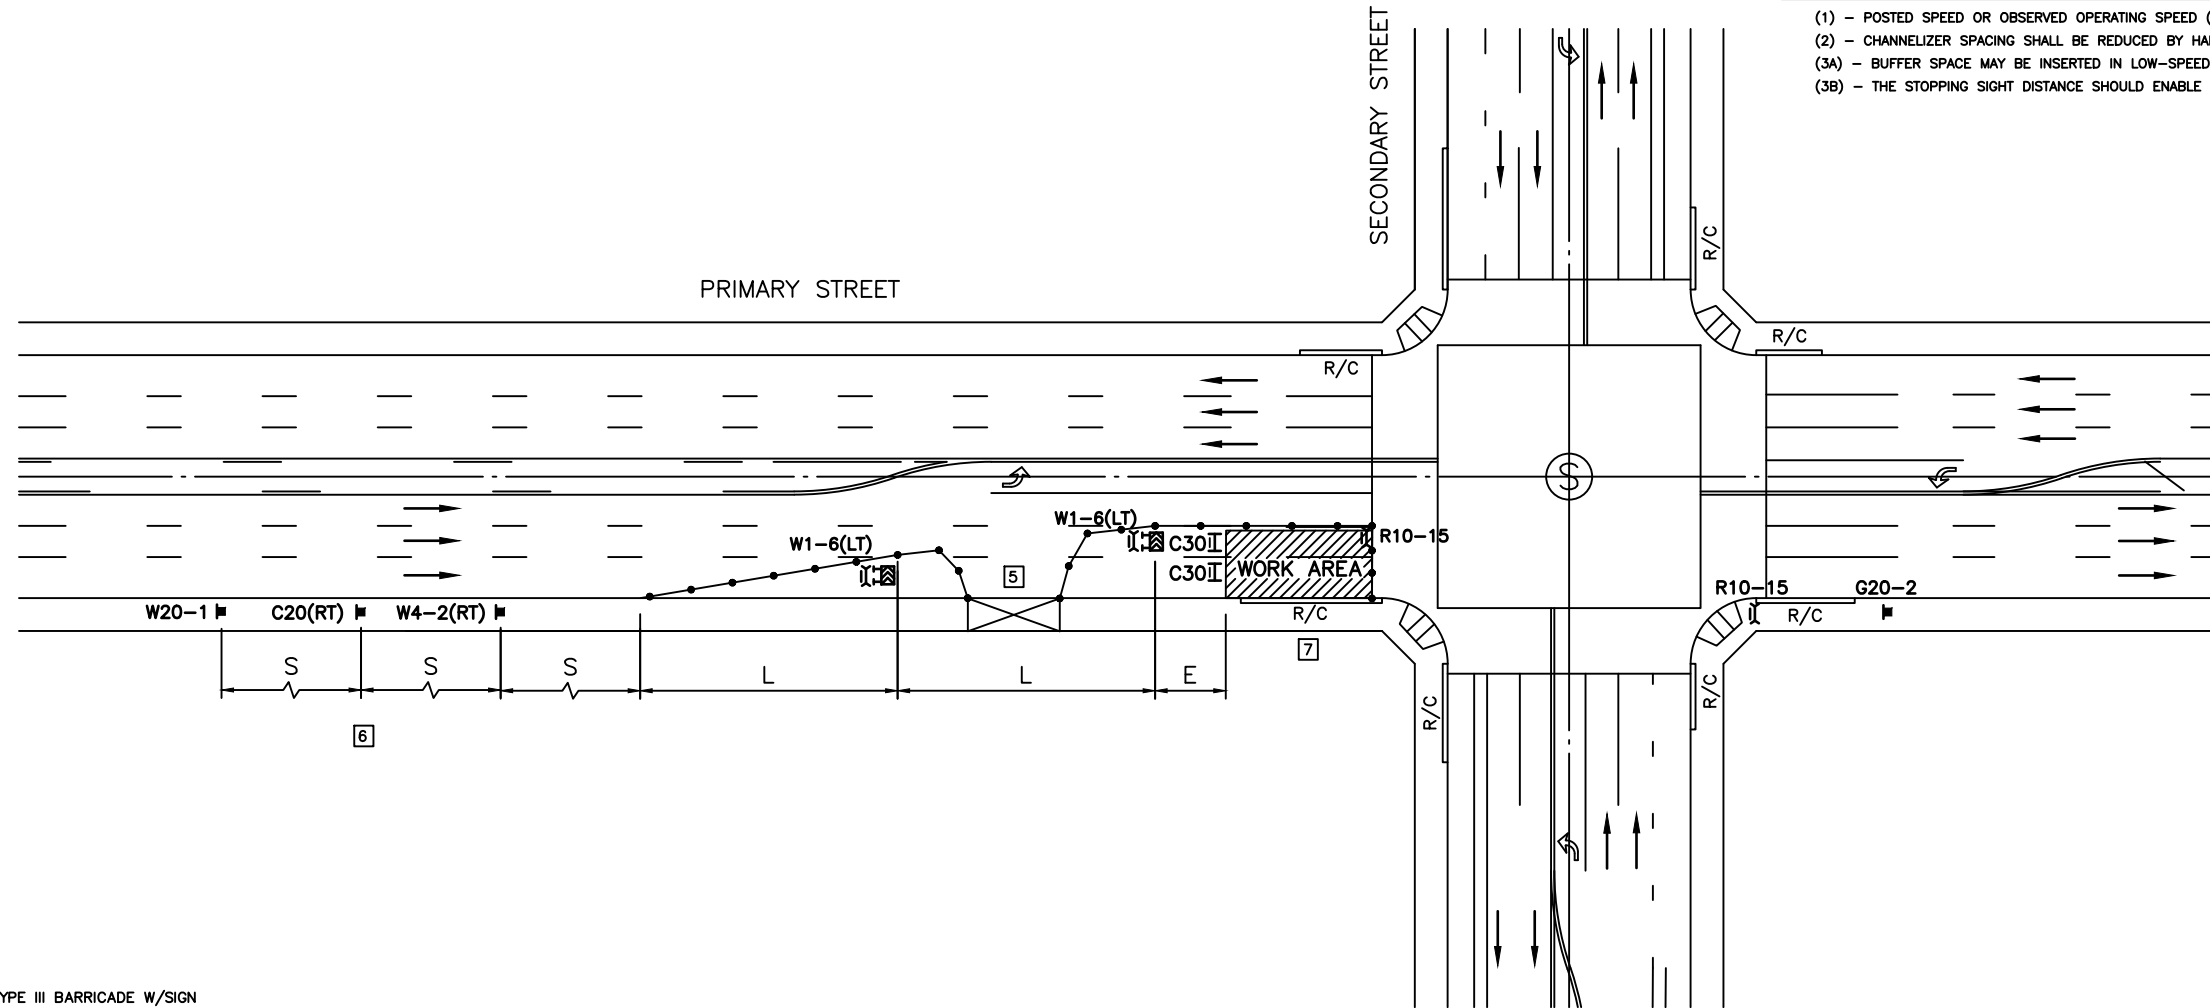 (1) – POSTED SPEED OR OBSERVED OPERATING SPEED (
(2) – CHANNELIZER SPACING SHALL BE REDUCED BY HA
(3A) – BUFFER SPACE MAY BE INSERTED IN LOW–SPEED
(3B) – THE STOPPING SIGHT DISTANCE SHOULD ENABLE
SECONDARY STREET
R/C
PRIMARY STREET
R/C
R/C
S
W1–6(LT)
W1–6(LT)
C30
R10–15
C30
WORK AREA
5
W20–1
C20(RT)
W4–2(RT)
R/C
R10–15
G20–2
R/C
7
S
S
S
L
L
E
R/C
R/C
6
YPE III BARRICADE W/SIGN